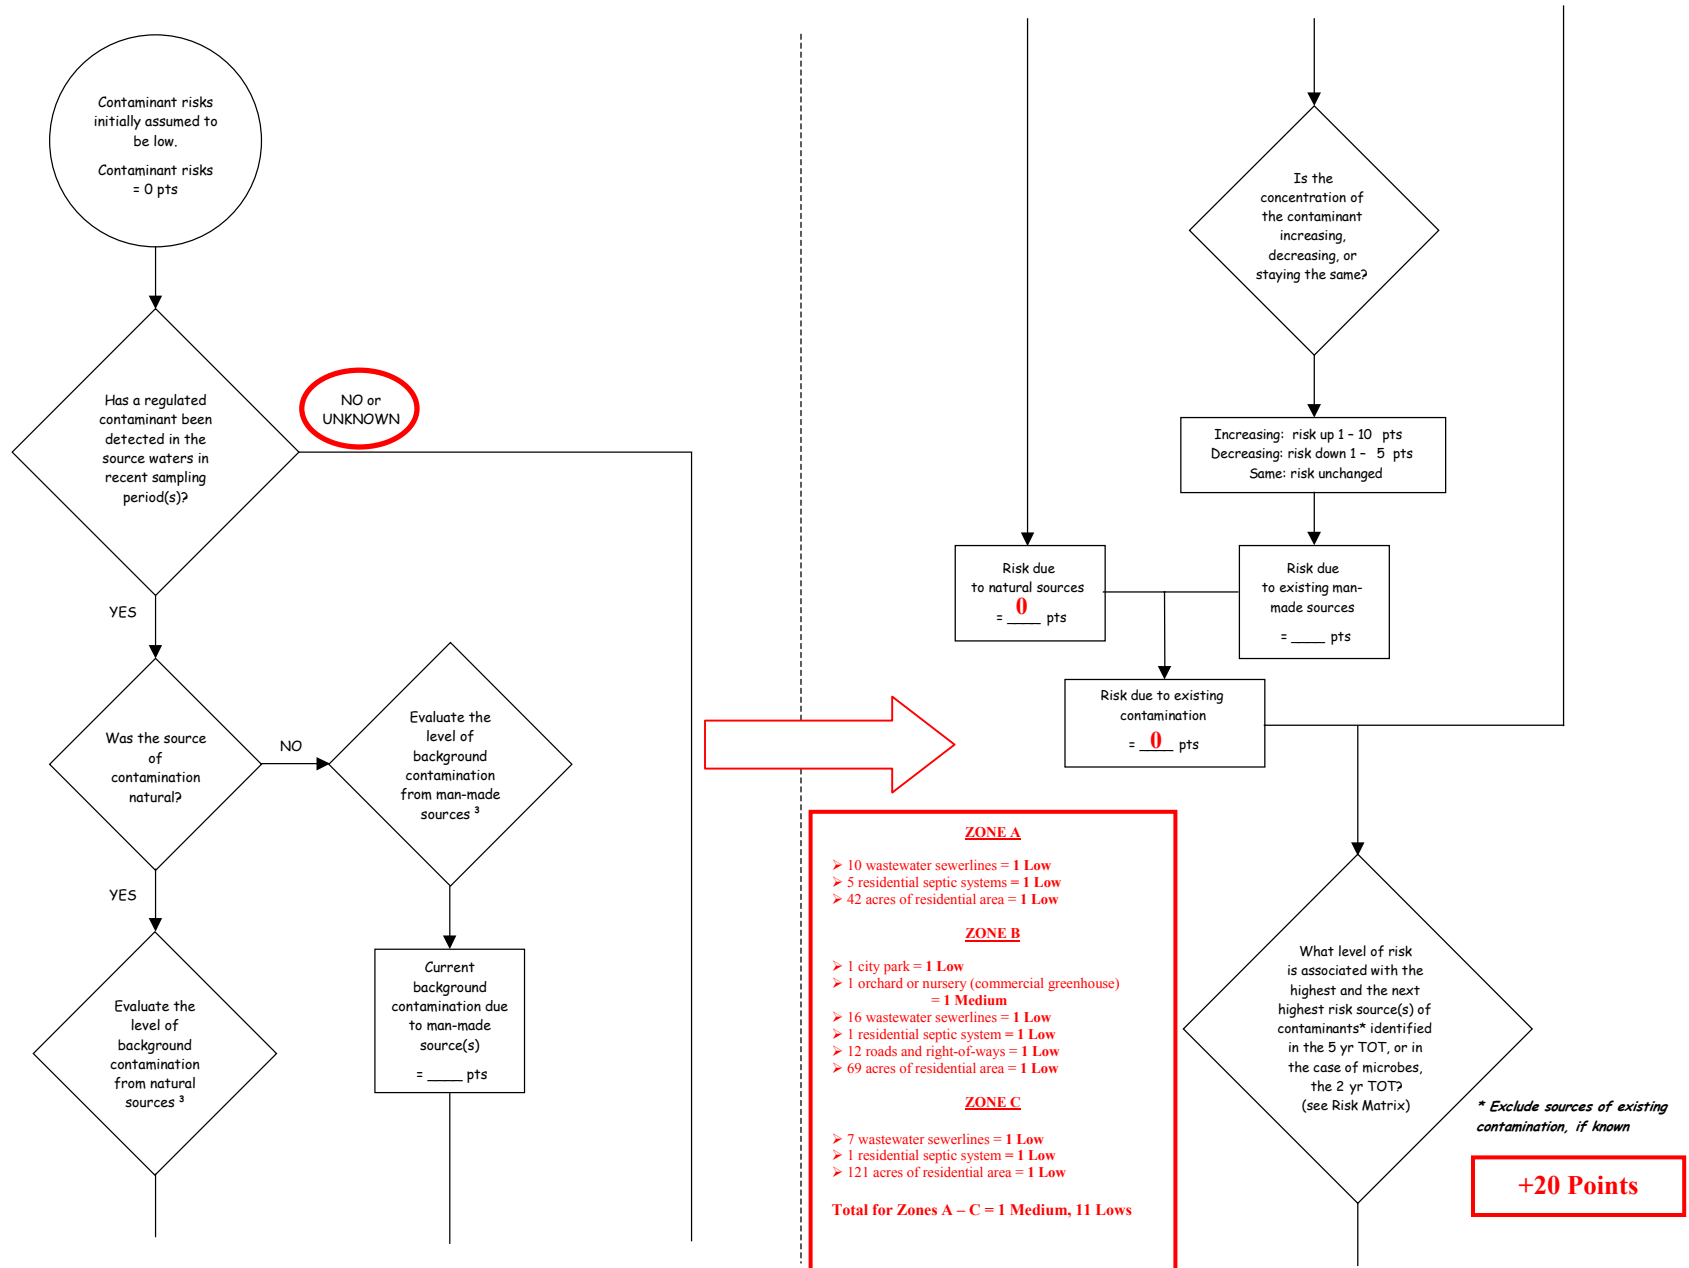 Contaminant risks
initially assumed to
be low.
Contaminant risks
= 0 pts
Has a regulated
contaminant been
detected in the
source waters in
recent sampling
period(s)?
NO or
UNKNOWN
YES
Was the source
of
contamination
natural?
NO
Evaluate the
level of
background
contamination
from man-made
sources ³
YES
Evaluate the
level of
background
contamination
from natural
sources ³
Current
background
contamination due
to man-made
source(s)
= ____ pts
Is the
concentration of
the contaminant
increasing,
decreasing, or
staying the same?
Increasing: risk up 1 – 10 pts
Decreasing: risk down 1 – 5 pts
Same: risk unchanged
Risk due
to natural sources
= __0__ pts
Risk due
to existing man-
made sources
= ____ pts
Risk due to existing
contamination
= __0__ pts
ZONE A
➢ 10 wastewater sewerlines = 1 Low
➢ 5 residential septic systems = 1 Low
➢ 42 acres of residential area = 1 Low
ZONE B
➢ 1 city park = 1 Low
➢ 1 orchard or nursery (commercial greenhouse)
= 1 Medium
➢ 16 wastewater sewerlines = 1 Low
➢ 1 residential septic system = 1 Low
➢ 12 roads and right-of-ways = 1 Low
➢ 69 acres of residential area = 1 Low
ZONE C
➢ 7 wastewater sewerlines = 1 Low
➢ 1 residential septic system = 1 Low
➢ 121 acres of residential area = 1 Low
Total for Zones A – C = 1 Medium, 11 Lows
What level of risk
is associated with the
highest and the next
highest risk source(s) of
contaminants* identified
in the 5 yr TOT, or in
the case of microbes,
the 2 yr TOT?
(see Risk Matrix)
* Exclude sources of existing
contamination, if known
+20 Points